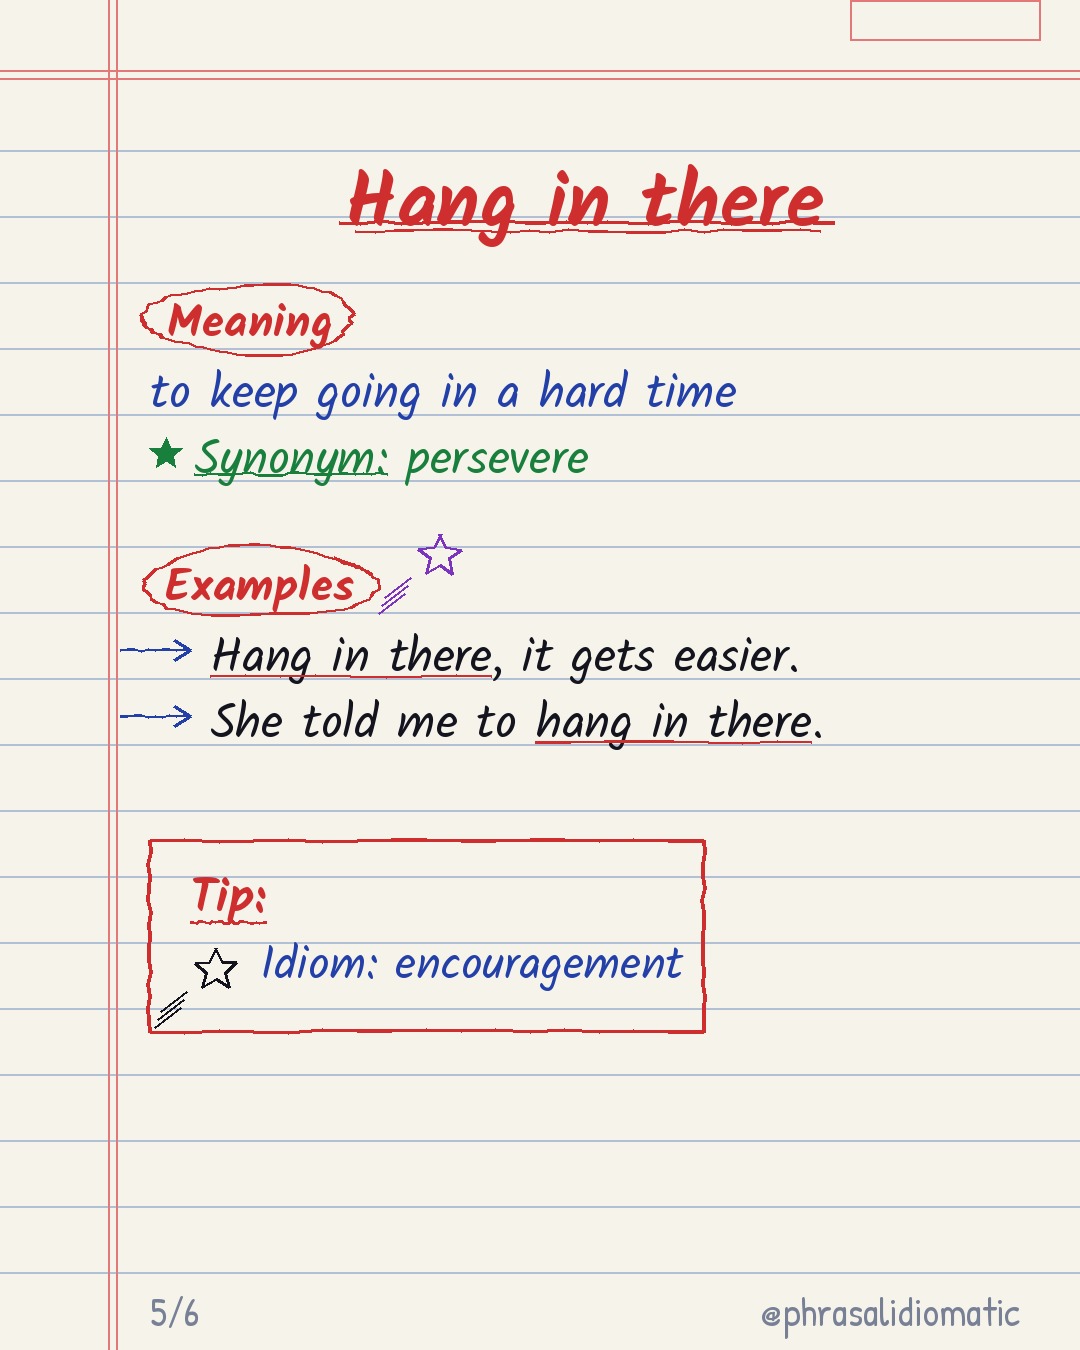 Hang in there
Meaning
to keep going in a hard time
Synonym: persevere
Examples
Hang in there, it gets easier.
She told me to hang in there.
Tip:
Idiom: encouragement
5/6
@phrasalidiomatic